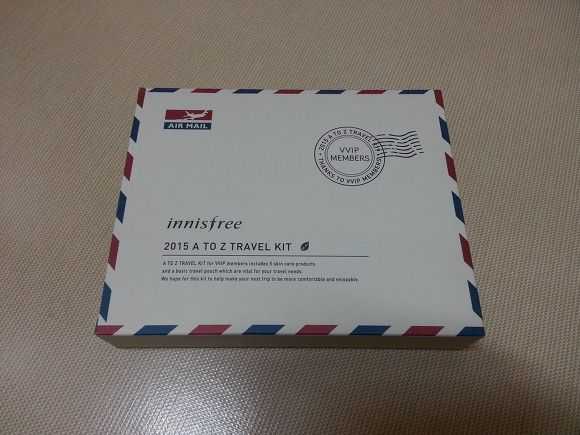 AIR MAIL
2015 A TO Z TRAVEL KIT
VVIP
MEMBERS
THANKS TO VVIP MEMBERS
innisfree
2015 A TO Z TRAVEL KIT
A TO Z TRAVEL KIT for VVIP members includes 5 skin care products
and a basic travel pouch which are vital for your travel needs.
We hope for this kit to help make your next trip to be more comfortable and enjoyable.